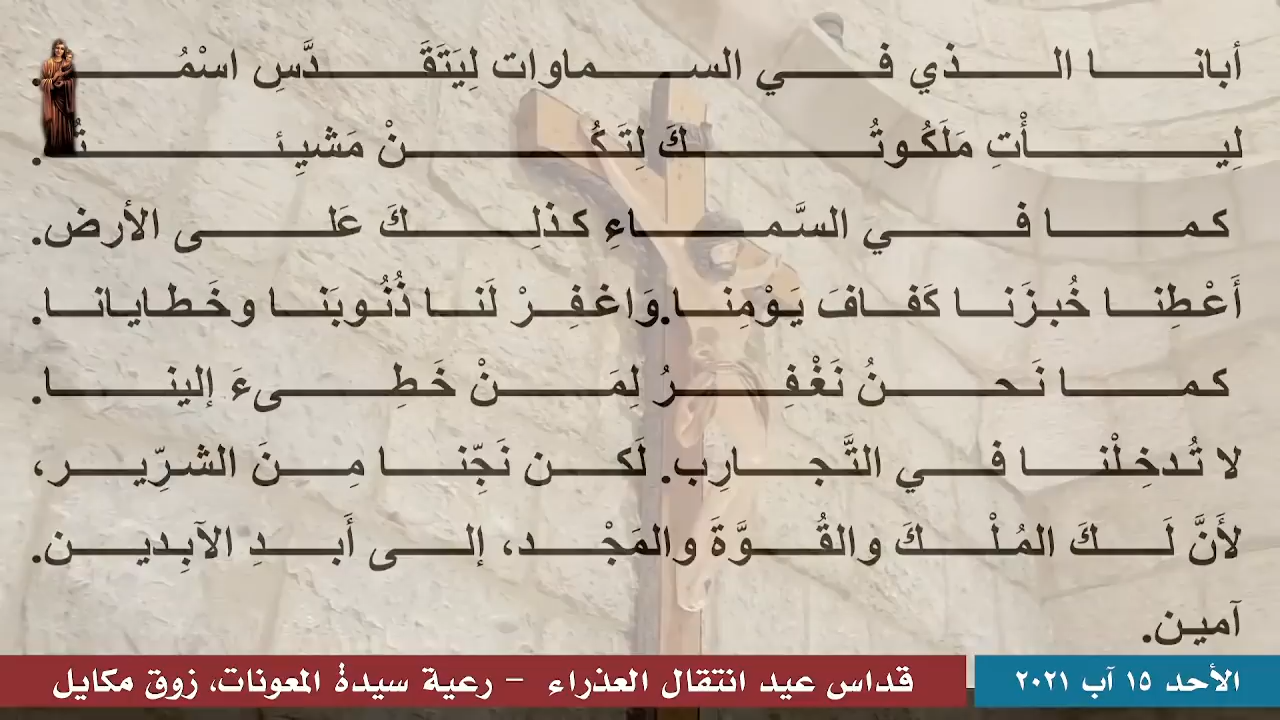 أبانا الذي في السماوات لِيَتَقَدَّسِ
لِيأْتِ مَلَكُوتُكَ لِتَكُنْ
كما في السَّماءِ كذلِكَ عَلى الأرض.
أَعْطِنا خُبزَنا كَفافَ يَوْمِنا.وَاغفِرْ لَنا ذُنُوبَنا وخَطايانا.
كما نَحنُ نَغْفِرُ لِمَنْ خَطِىءَ إلينا.
لا تُدخِلْنا في التَّجارِب. لَكن نَجِّنا مِنَ الشرِّير،
لأَنَّ لَكَ المُلْكَ والقُوَّةَ والمَجْد، إلى أَبدِ الآبِدين.
آمين.
الأحد ١٥ آب ٢٠٢١
قداس عيد انتقال العذراء - رعية سيدة المعونات، زوق مكايل